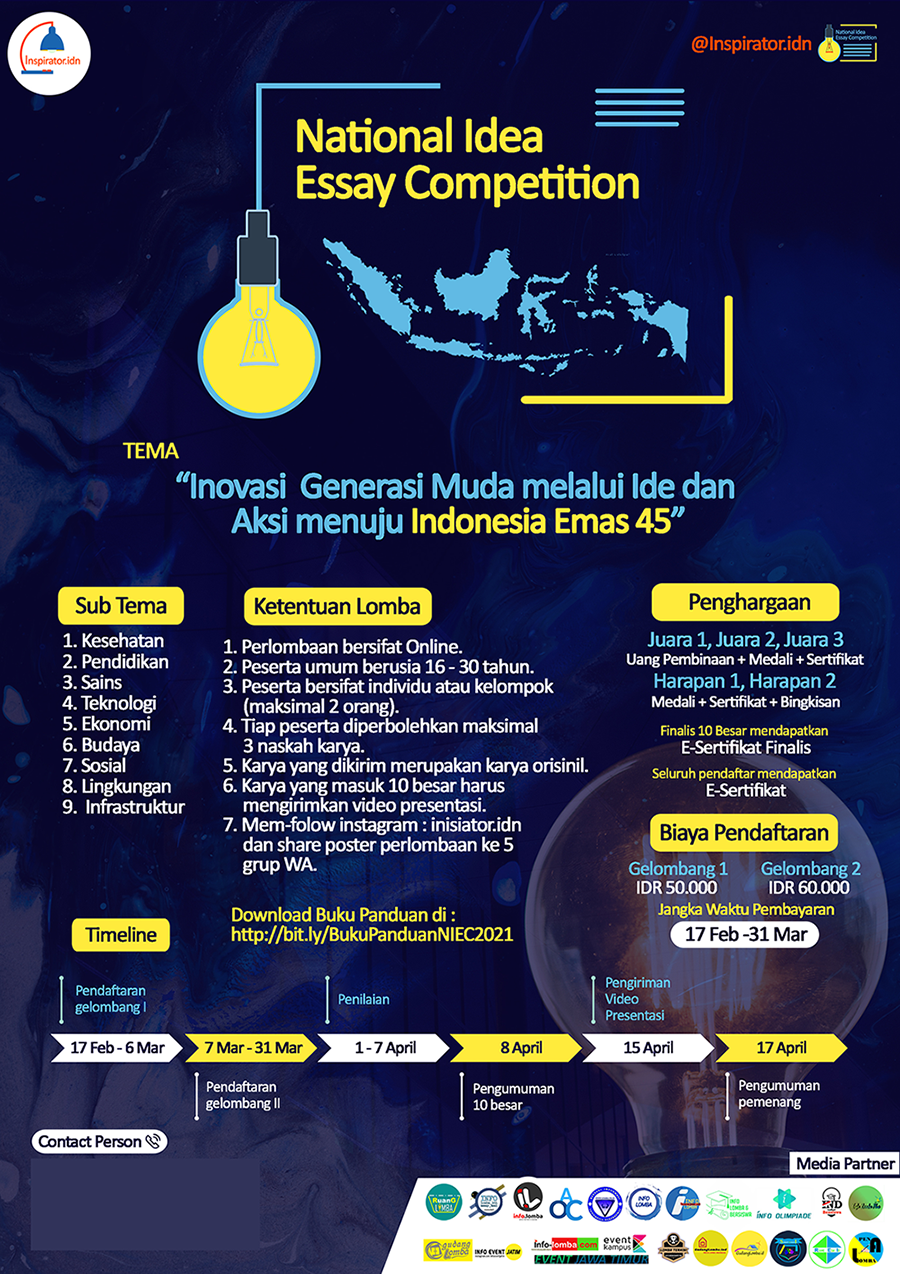 Inspirator.idn
@Inspirator.idn
National Idea
Essay Competition
National Idea
Essay Competition
TEMA
“Inovasi Generasi Muda melalui Ide dan
Aksi menuju Indonesia Emas 45”
Sub Tema
1. Kesehatan
2. Pendidikan
3. Sains
4. Teknologi
5. Ekonomi
6. Budaya
7. Sosial
8. Lingkungan
9. Infrastruktur
Ketentuan Lomba
1. Perlombaan bersifat Online.
2. Peserta umum berusia 16 - 30 tahun.
3. Peserta bersifat individu atau kelompok
(maksimal 2 orang).
4. Tiap peserta diperbolehkan maksimal
3 naskah karya.
5. Karya yang dikirim merupakan karya orisinil.
6. Karya yang masuk 10 besar harus
mengirimkan video presentasi.
7. Mem-folow instagram : inisiator.idn
dan share poster perlombaan ke 5
grup WA.
Download Buku Panduan di :
http://bit.ly/BukuPanduanNIEC2021
Penghargaan
Juara 1, Juara 2, Juara 3
Uang Pembinaan + Medali + Sertifikat
Harapan 1, Harapan 2
Medali + Sertifikat + Bingkisan
Finalis 10 Besar mendapatkan
E-Sertifikat Finalis
Seluruh pendaftar mendapatkan
E-Sertifikat
Biaya Pendaftaran
Gelombang 1 Gelombang 2
IDR 50.000 IDR 60.000
Jangka Waktu Pembayaran
17 Feb -31 Mar
Timeline
Pendaftaran
gelombang I
Penilaian
Pengiriman
Video
Presentasi
17 Feb - 6 Mar 7 Mar - 31 Mar 1 - 7 April 8 April 15 April 17 April
Pendaftaran
gelombang II
Pengumuman
10 besar
Pengumuman
pemenang
Contact Person
Media Partner
RuanG
LOMBA
info.lomba
AOC
INFO
LOMBA
INFO
LOMBA &
BEASISWA
INFO OLIMPIADE
gudang
lomba
INFO EVENT JATIM
info-lomba.com
event
kampus
EVENT JAWA TIMUR
PENA
LOMBA